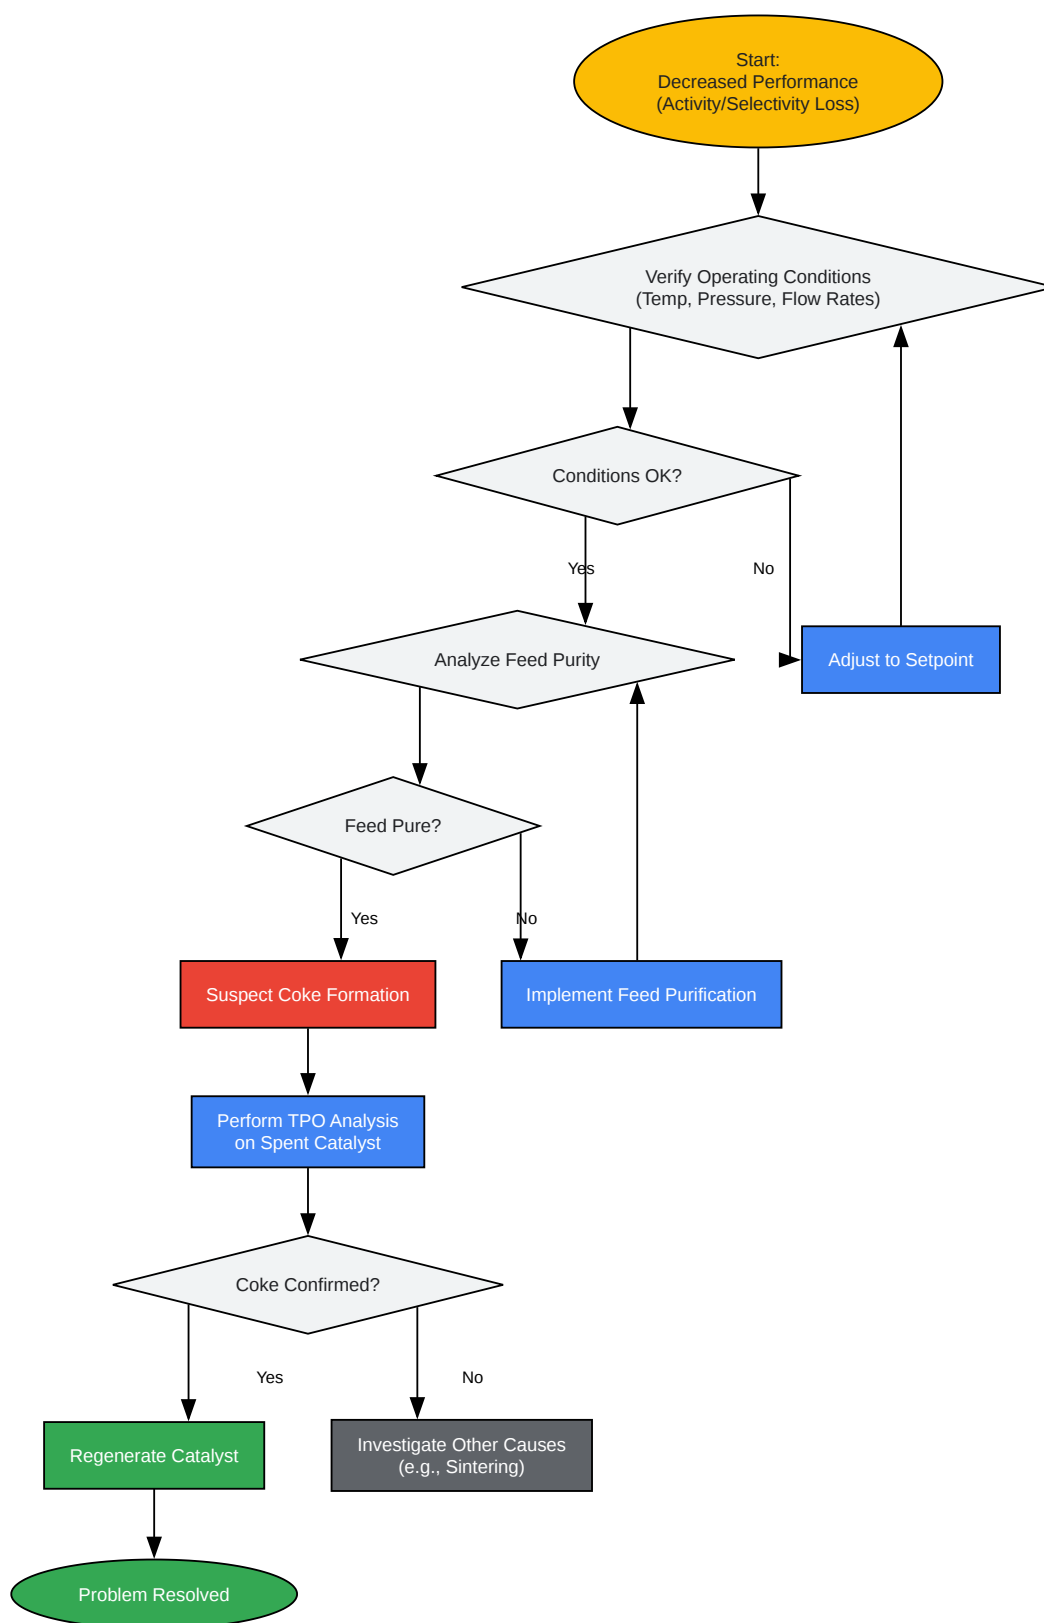 Start:
Decreased Performance
(Activity/Selectivity Loss)
Verify Operating Conditions
(Temp, Pressure, Flow Rates)
Conditions OK?
Yes
No
Analyze Feed Purity
Adjust to Setpoint
Feed Pure?
Yes
No
Suspect Coke Formation
Implement Feed Purification
Perform TPO Analysis
on Spent Catalyst
Coke Confirmed?
Yes
No
Regenerate Catalyst
Investigate Other Causes
(e.g., Sintering)
Problem Resolved